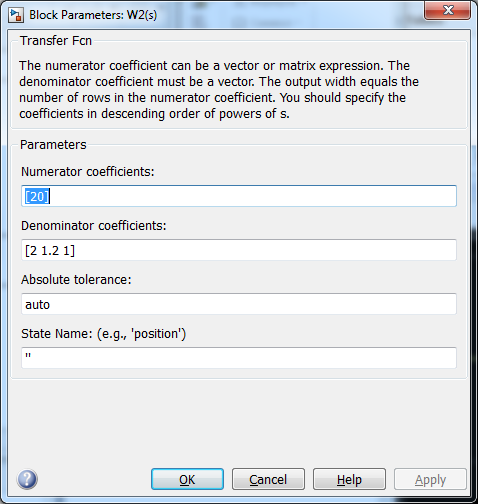 Block Parameters: W2(s)
Transfer Fcn
The numerator coefficient can be a vector or matrix expression. The
denominator coefficient must be a vector. The output width equals the
number of rows in the numerator coefficient. You should specify the
coefficients in descending order of powers of s.
Parameters
Numerator coefficients:
[20]
Denominator coefficients:
[2 1.2 1]
Absolute tolerance:
auto
State Name: (e.g., 'position')
''
OK Cancel Help Apply